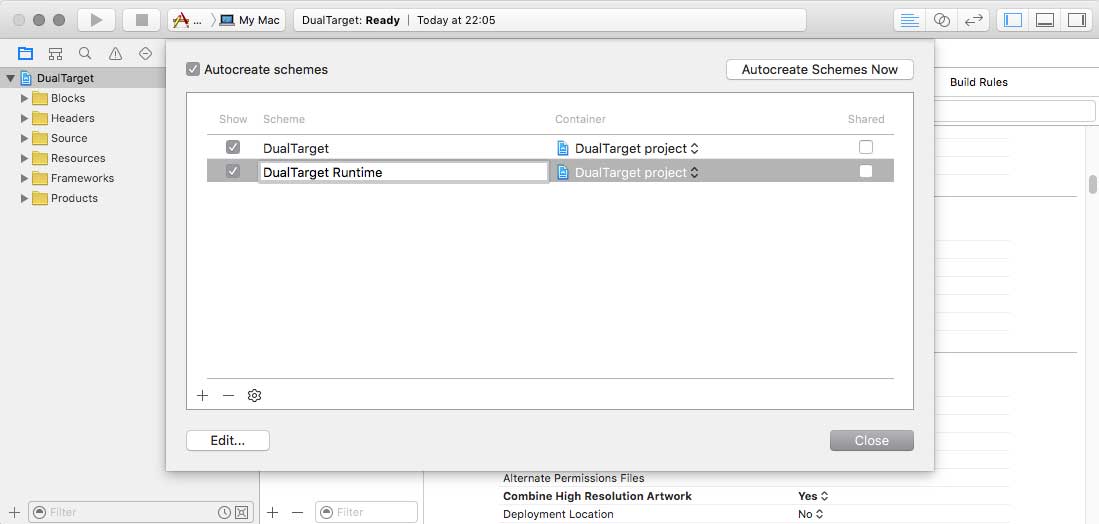 ... My Mac DualTarget: Ready Today at 22:05
DualTarget
Blocks
Headers
Source
Resources
Frameworks
Products
Filter
Autocreate schemes
Autocreate Schemes Now
Show Scheme Container Shared
DualTarget DualTarget project
DualTarget Runtime DualTarget project
Edit...
Close
Build Rules
Alternate Permissions Files
Combine High Resolution Artwork Yes
Deployment Location No
Filter